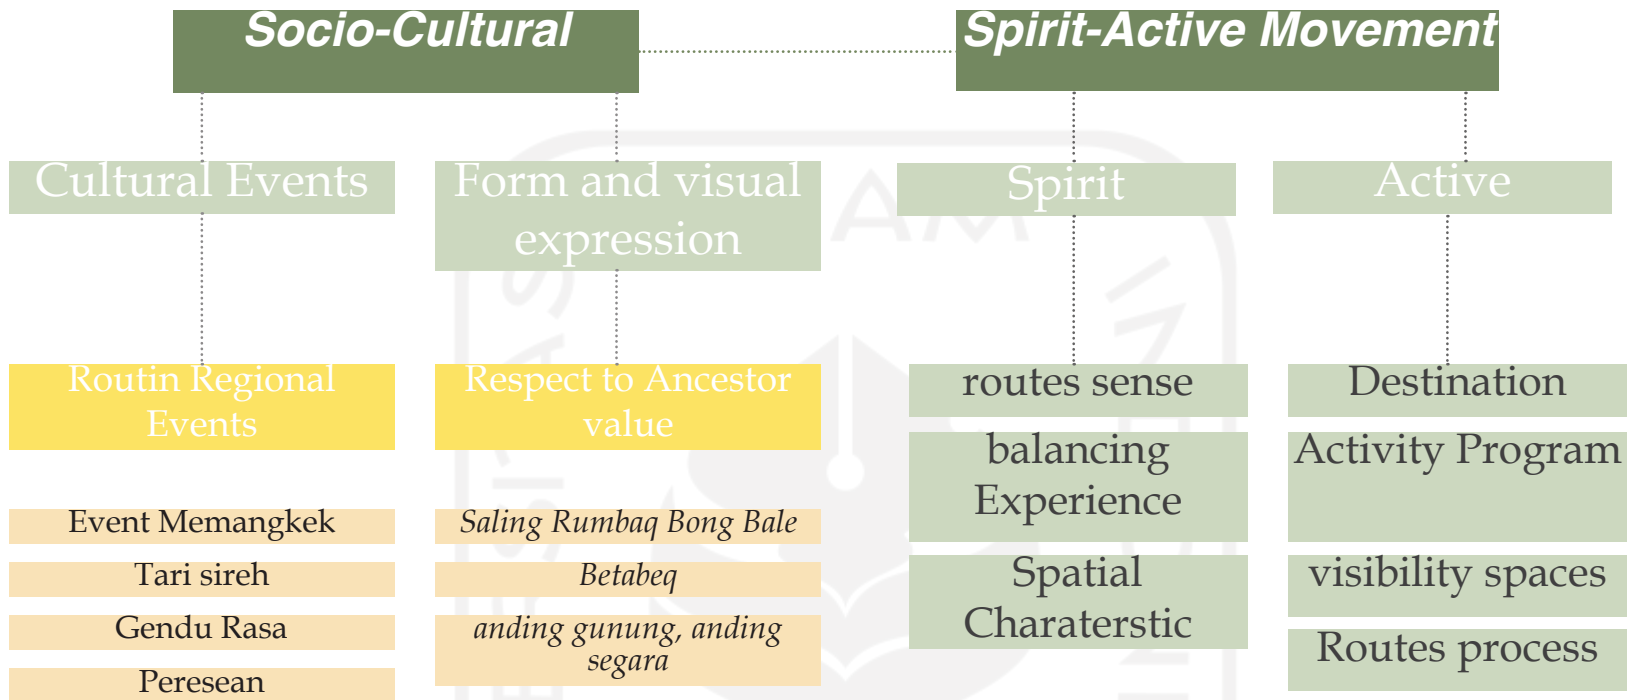 Socio-Cultural
Spirit-Active Movement
Cultural Events
Form and visual
expression
Spirit
Active
Routin Regional
Events
Respect to Ancestor
value
routes sense
balancing
Experience
Spatial
Charaterstic
Destination
Activity Program
visibility spaces
Routes process
Event Memangkek
Tari sireh
Gendu Rasa
Peresean
Saling Rumbaq Bong Bale
Betabeq
anding gunung, anding
segara